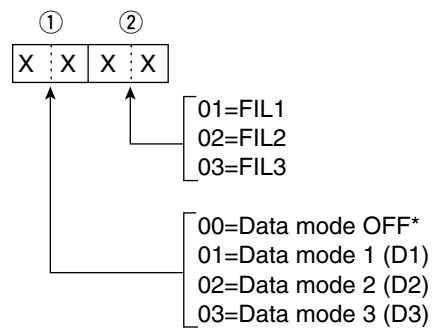 ① ②
X X X X
01=FIL1
02=FIL2
03=FIL3
00=Data mode OFF*
01=Data mode 1 (D1)
02=Data mode 2 (D2)
03=Data mode 3 (D3)